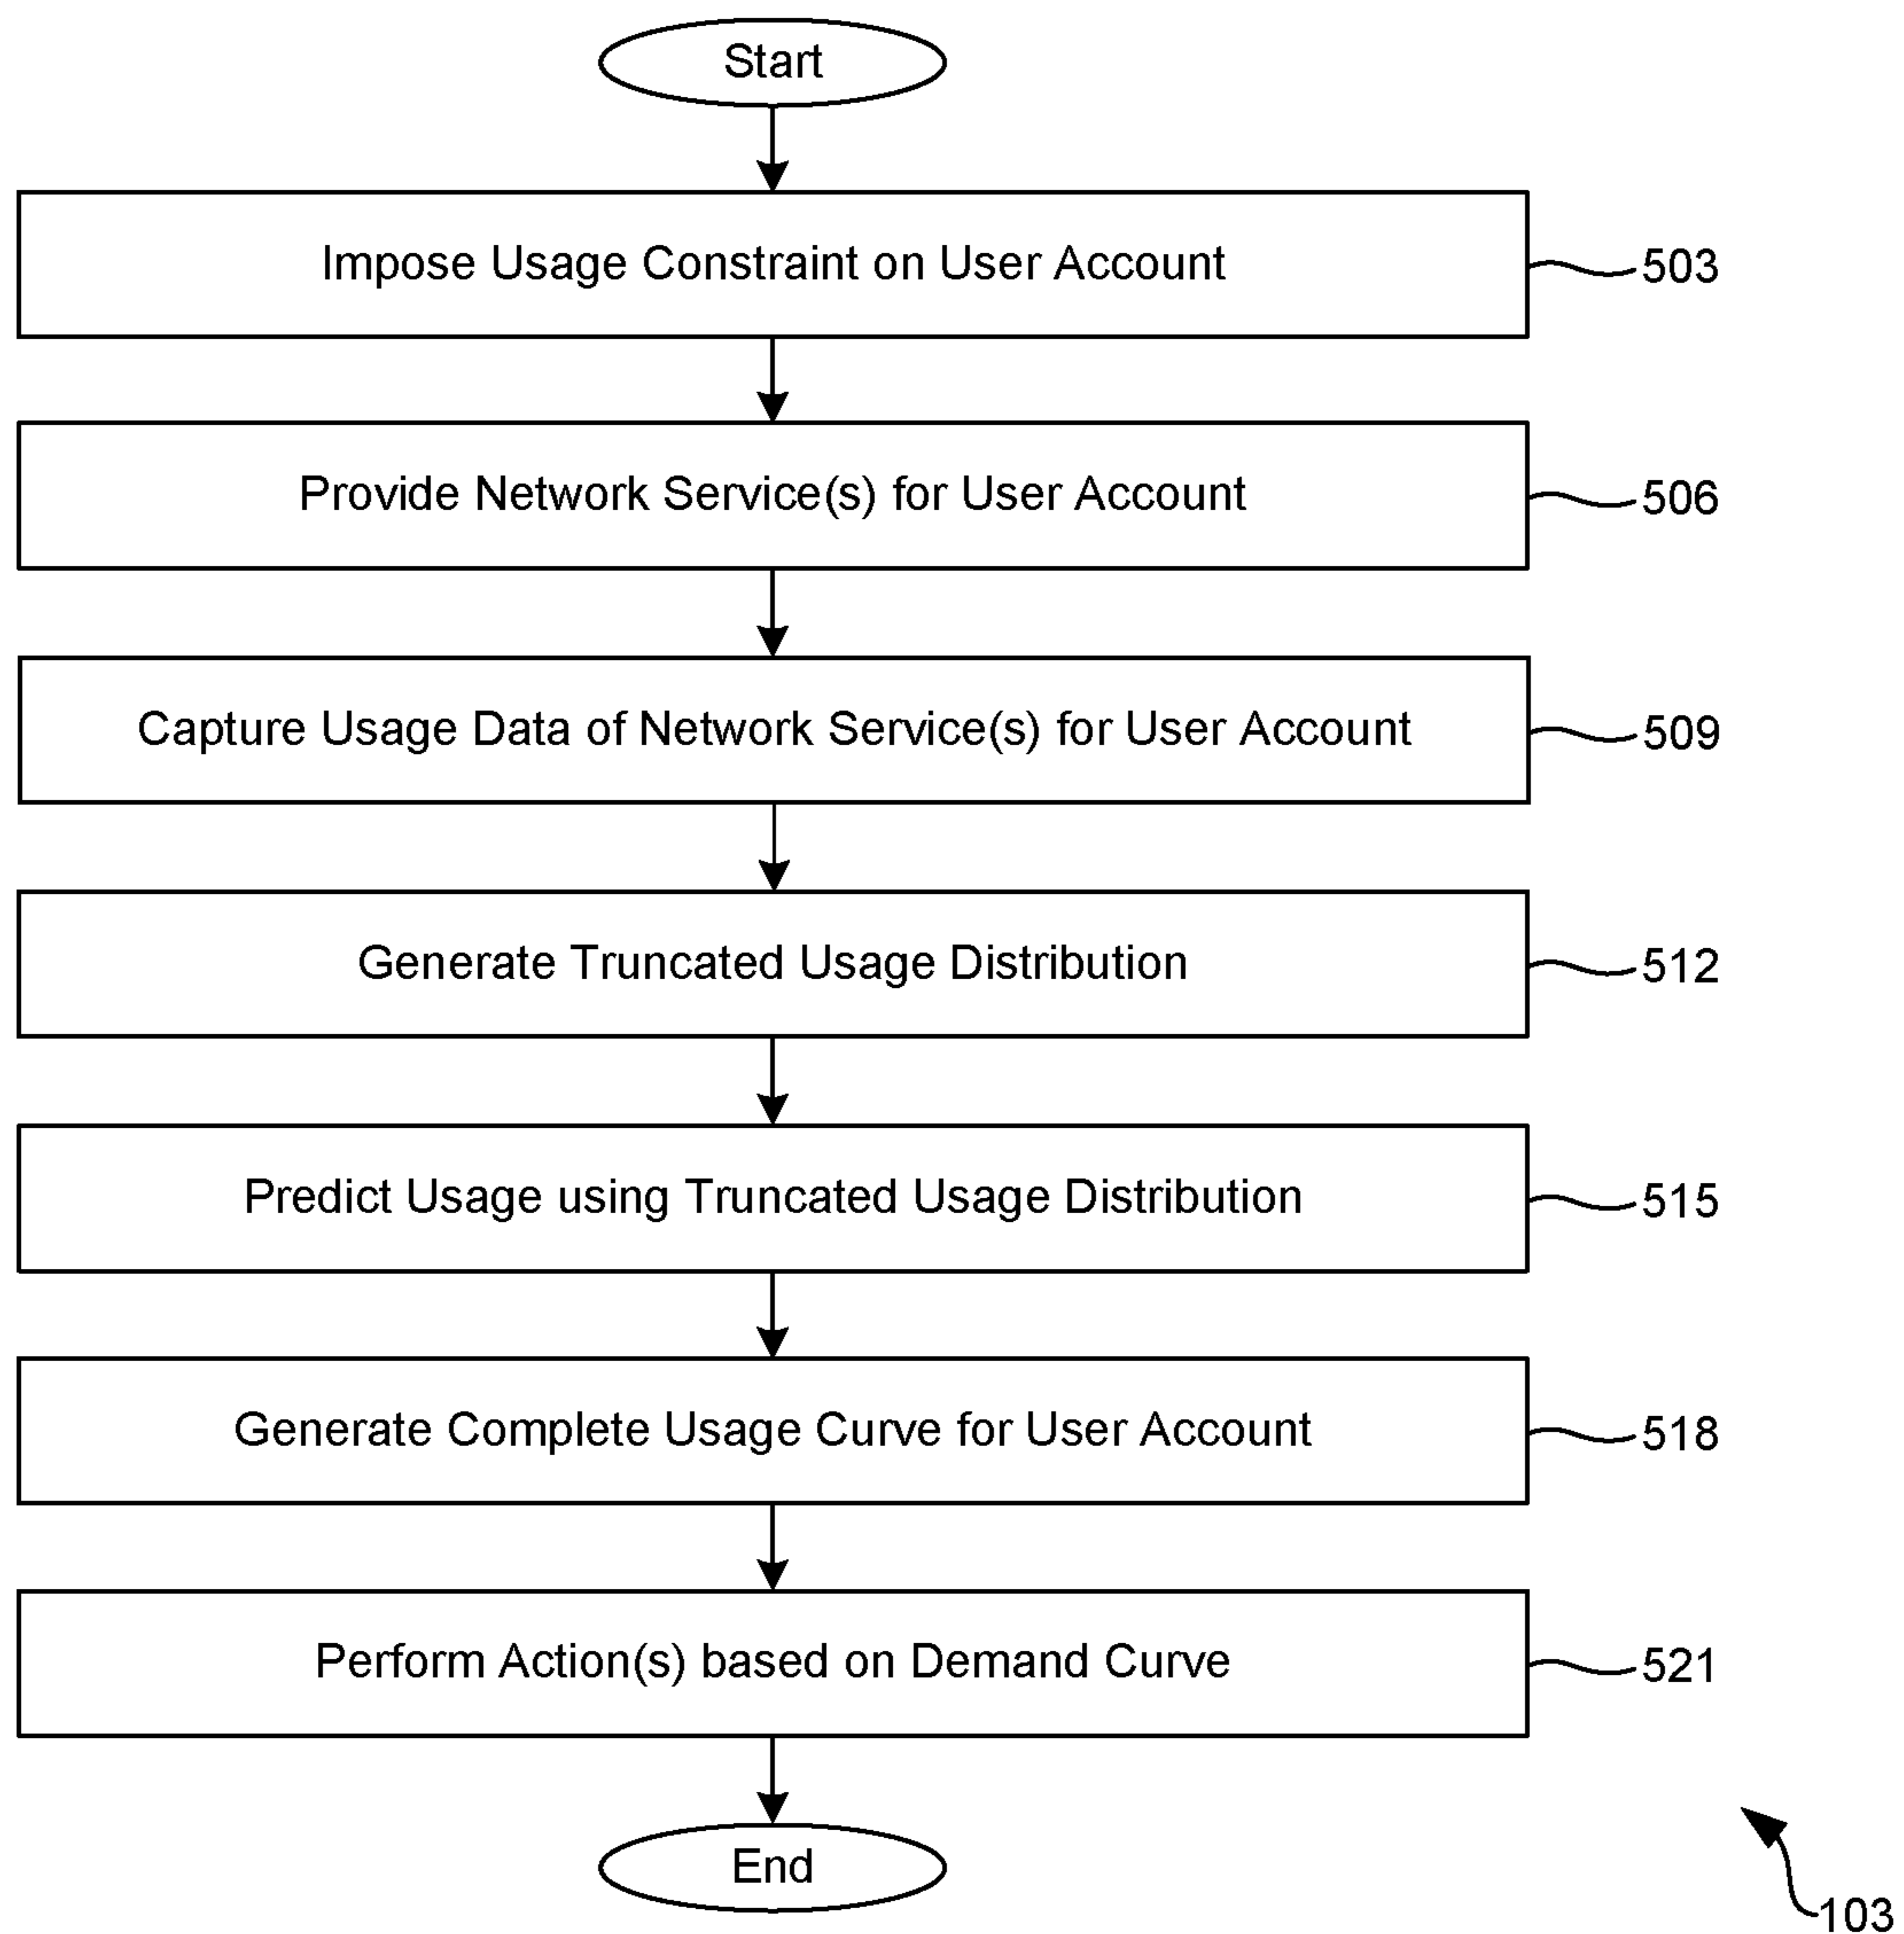 Start
Impose Usage Constraint on User Account
503
Provide Network Service(s) for User Account
506
Capture Usage Data of Network Service(s) for User Account
509
Generate Truncated Usage Distribution
512
Predict Usage using Truncated Usage Distribution
515
Generate Complete Usage Curve for User Account
518
Perform Action(s) based on Demand Curve
521
End
103